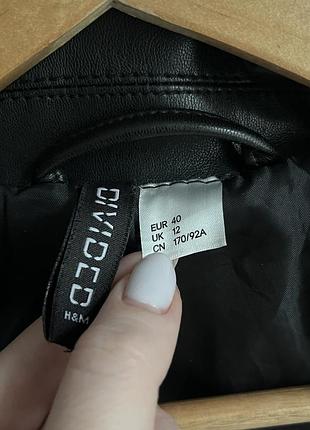 DIVIDED
H&M
EUR 40
UK 12
CN 170/92A